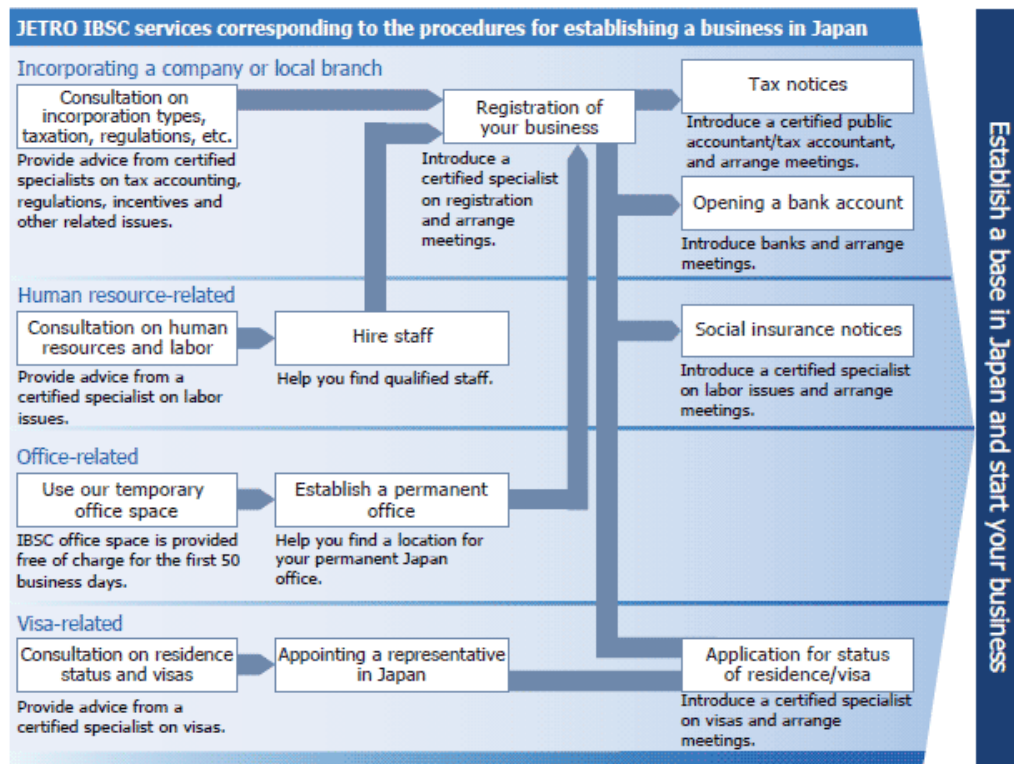 JETRO IBSC services corresponding to the procedures for establishing a business in Japan
Incorporating a company or local branch
Consultation on
incorporation types,
taxation, regulations, etc.
Provide advice from certified
specialists on tax accounting,
regulations, incentives and
other related issues.
Registration of
your business
Introduce a
certified specialist
on registration
and arrange
meetings.
Tax notices
Introduce a certified public
accountant/tax accountant,
and arrange meetings.
Opening a bank account
Introduce banks and arrange
meetings.
Human resource-related
Consultation on human
resources and labor
Provide advice from a
certified specialist on labor
issues.
Hire staff
Help you find qualified staff.
Social insurance notices
Introduce a certified specialist
on labor issues and arrange
meetings.
Office-related
Use our temporary
office space
IBSC office space is provided
free of charge for the first 50
business days.
Establish a permanent
office
Help you find a location for
your permanent Japan
office.
Visa-related
Consultation on residence
status and visas
Provide advice from a
certified specialist on visas.
Appointing a representative
in Japan
Application for status
of residence/visa
Introduce a certified specialist
on visas and arrange
meetings.
Establish a base in Japan and start your business